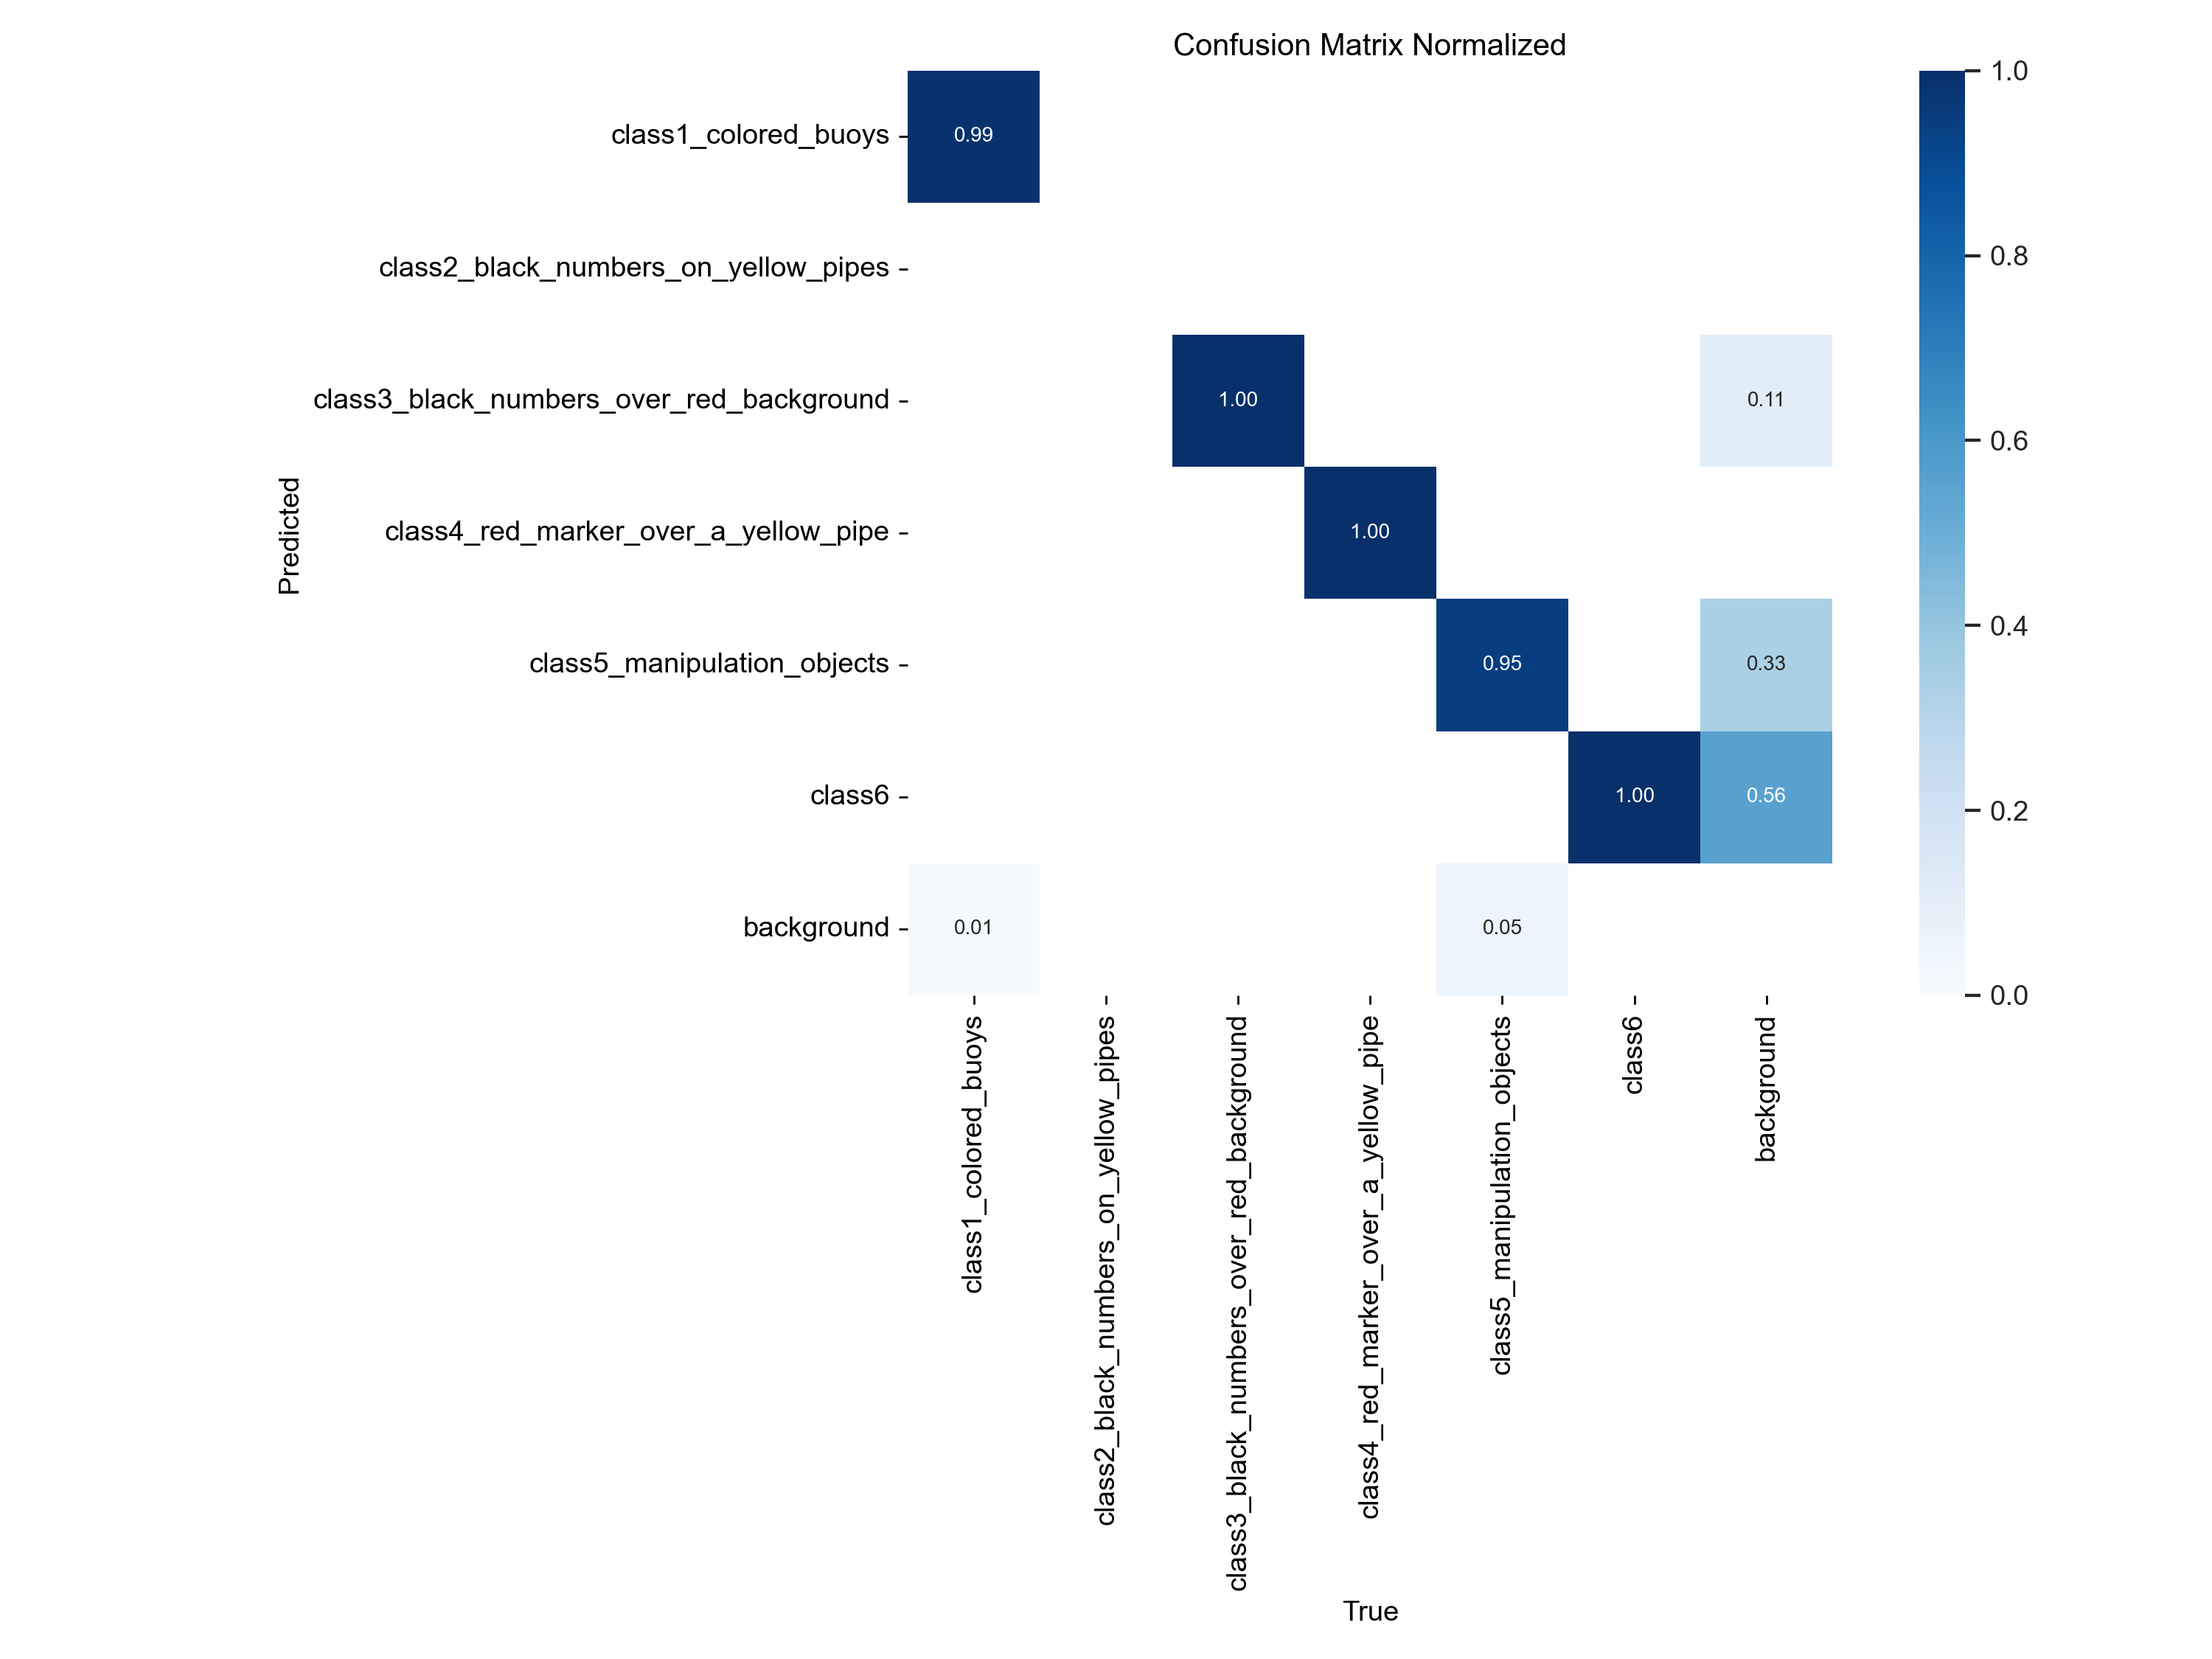 Confusion Matrix Normalized
class1_colored_buoys
class2_black_numbers_on_yellow_pipes
class3_black_numbers_over_red_background
class4_red_marker_over_a_yellow_pipe
class5_manipulation_objects
class6
background
Predicted
0.99
1.00
0.11
1.00
0.95
0.33
1.00
0.56
0.01
0.05
1.0
0.8
0.6
0.4
0.2
0.0
class1_colored_buoys
class2_black_numbers_on_yellow_pipes
class3_black_numbers_over_red_background
class4_red_marker_over_a_yellow_pipe
class5_manipulation_objects
class6
background
True